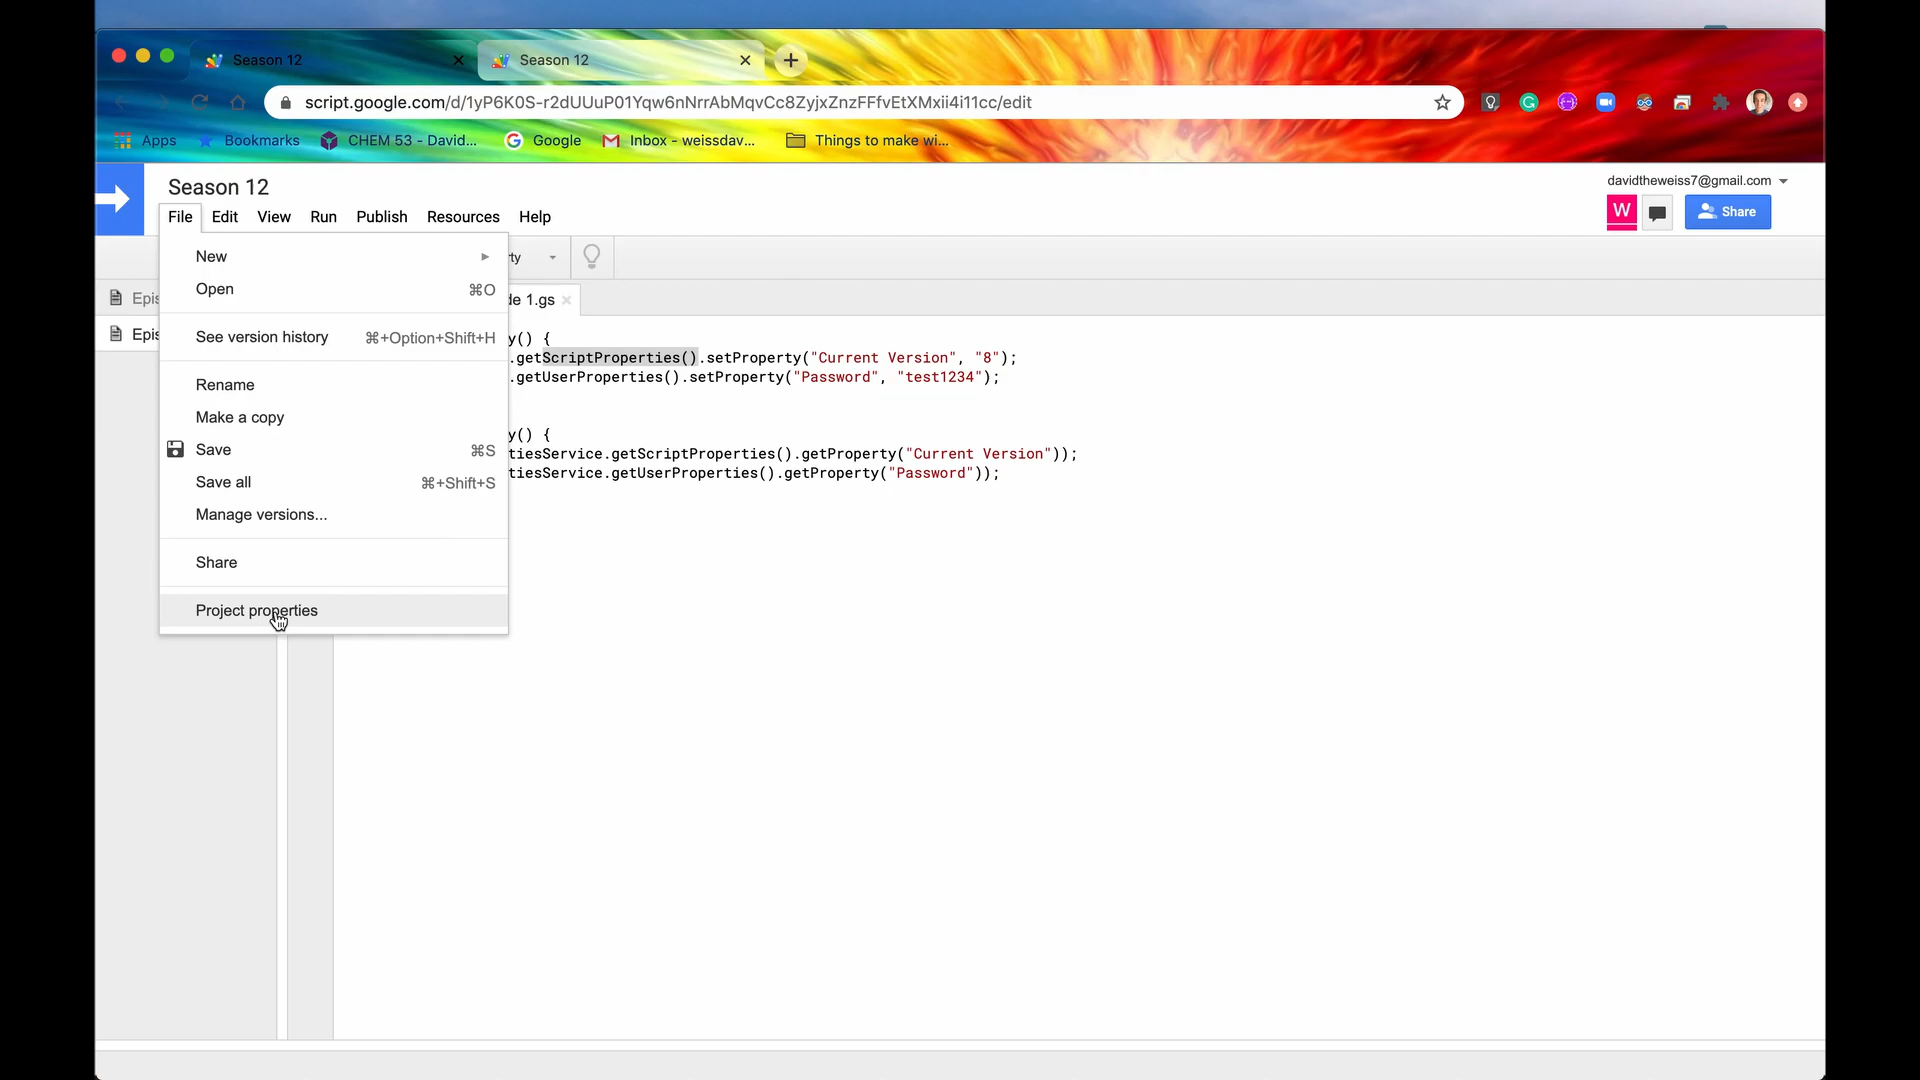 Season 12
Season 12
script.google.com/d/1yP6K0S-r2dUUuP01Yqw6nNrrAbMqvCc8ZyjxZnzFFfvEtXMxii4i11cc/edit
Apps Bookmarks CHEM 53 - David... Google Inbox - weissdav... Things to make wi...
Season 12
davidtheweiss7@gmail.com
File Edit View Run Publish Resources Help
W
Share
New
rty
Open ⌘O
Epis
de 1.gs
See version history ⌘+Option+Shift+H
Epis
y() {
.getScriptProperties().setProperty("Current Version", "8");
.getUserProperties().setProperty("Password", "test1234");
Rename
Make a copy
y() {
Save ⌘S
tiesService.getScriptProperties().getProperty("Current Version"));
tiesService.getUserProperties().getProperty("Password"));
Save all ⌘+Shift+S
Manage versions...
Share
Project properties